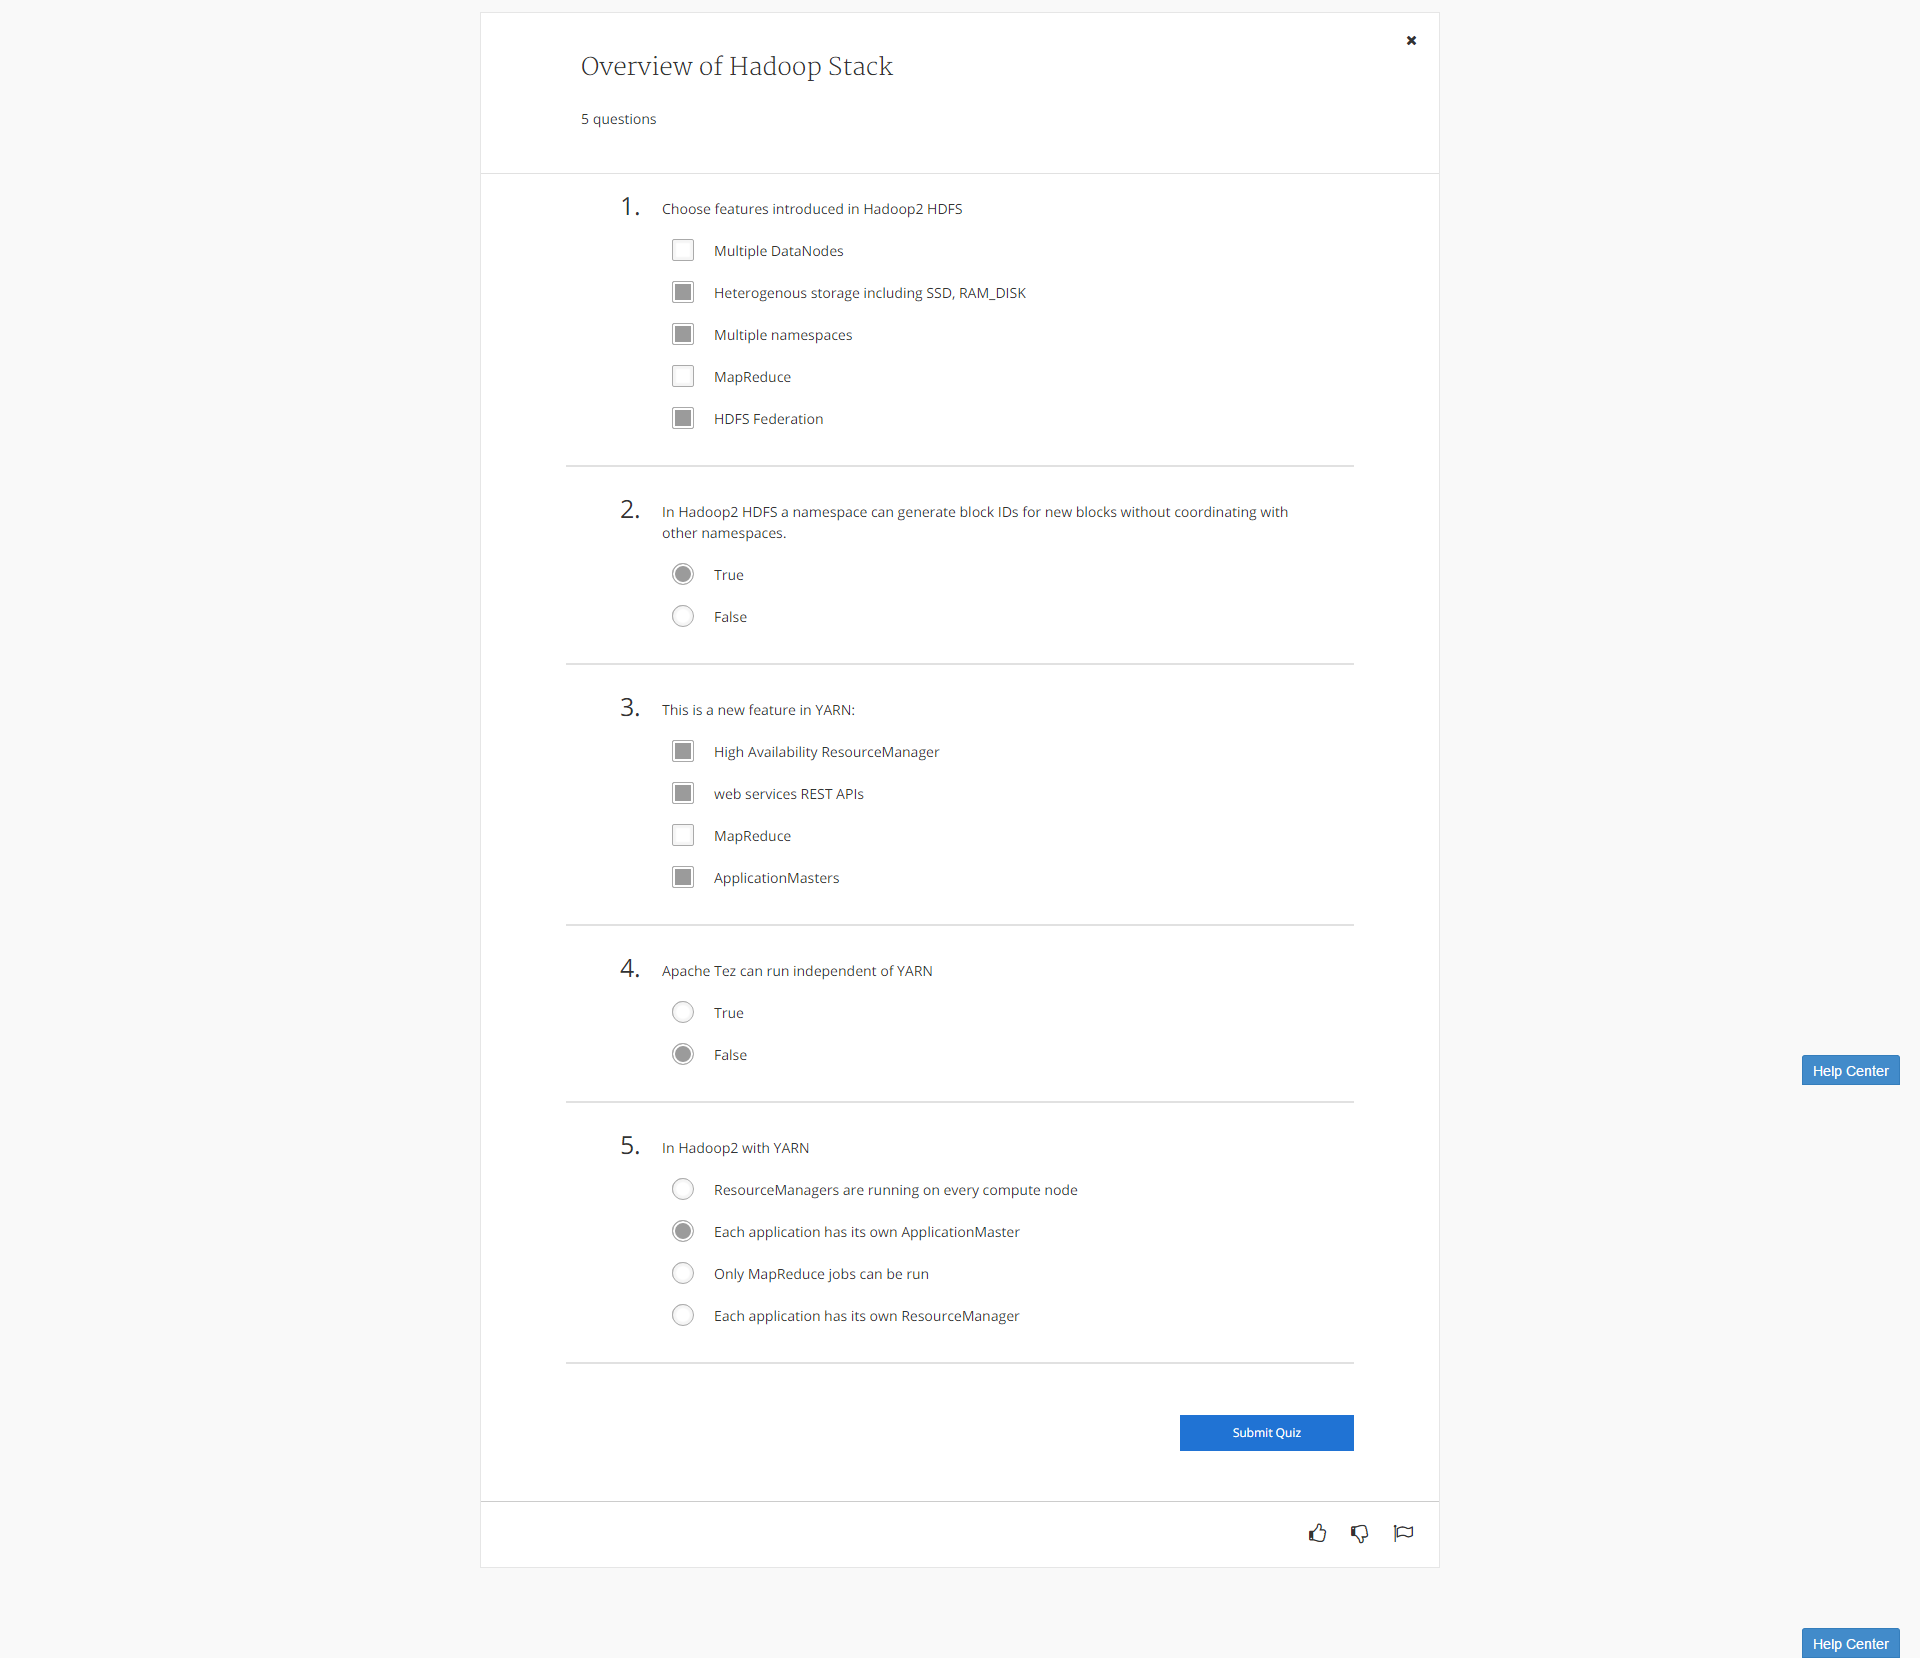 Overview of Hadoop Stack
5 questions
1. Choose features introduced in Hadoop2 HDFS
Multiple DataNodes
Heterogenous storage including SSD, RAM_DISK
Multiple namespaces
MapReduce
HDFS Federation
2. In Hadoop2 HDFS a namespace can generate block IDs for new blocks without coordinating with
other namespaces.
True
False
3. This is a new feature in YARN:
High Availability ResourceManager
web services REST APIs
MapReduce
ApplicationMasters
4. Apache Tez can run independent of YARN
True
False
Help Center
5. In Hadoop2 with YARN
ResourceManagers are running on every compute node
Each application has its own ApplicationMaster
Only MapReduce jobs can be run
Each application has its own ResourceManager
Submit Quiz
Help Center